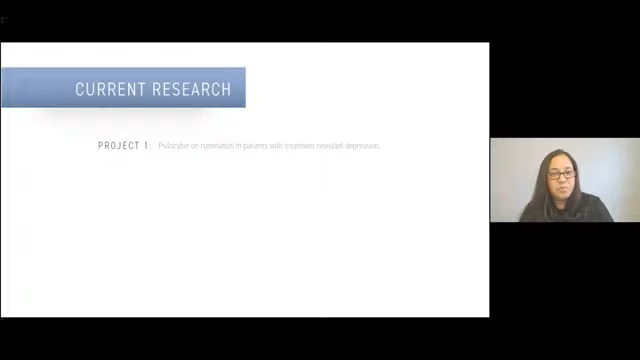 CURRENT RESEARCH
PROJECT 1: Psilocybin on rumination in patients with treatment resistant depression.